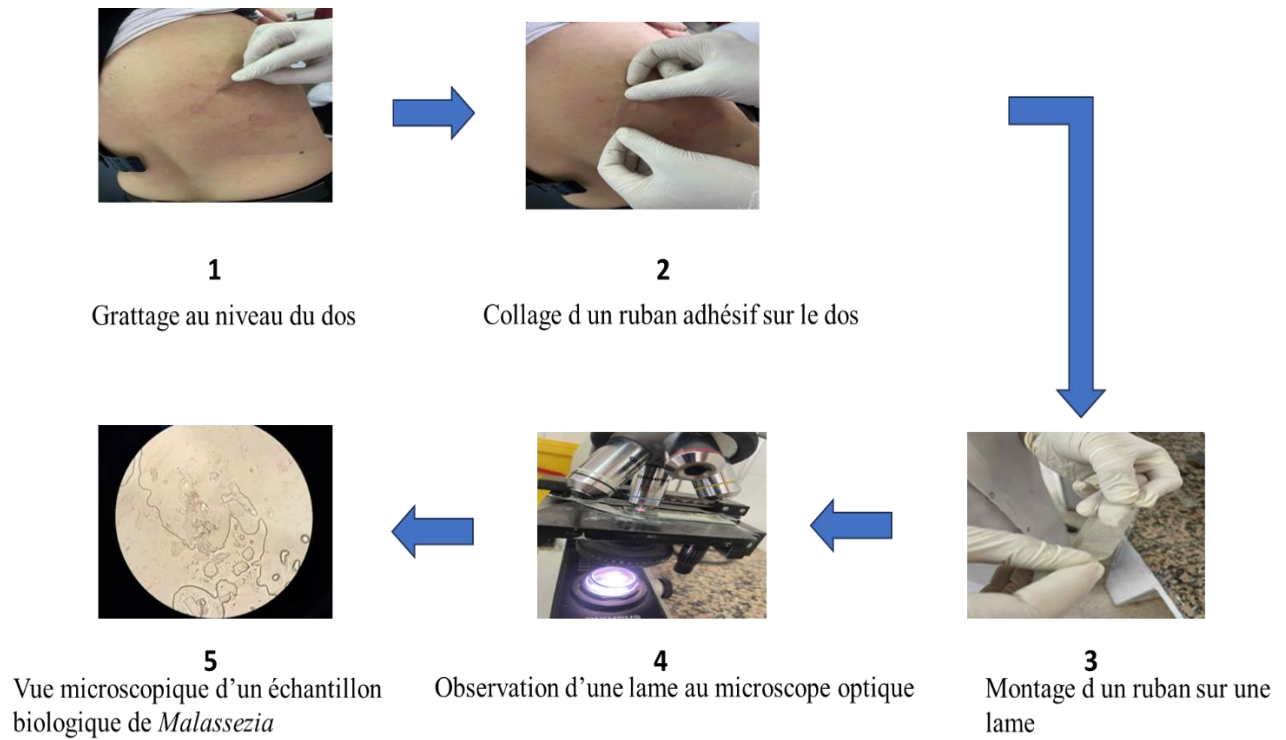 1
Grattage au niveau du dos
2
Collage d un ruban adhésif sur le dos
3
Montage d un ruban sur une
lame
4
Observation d’une lame au microscope optique
5
Vue microscopique d’un échantillon
biologique de Malassezia